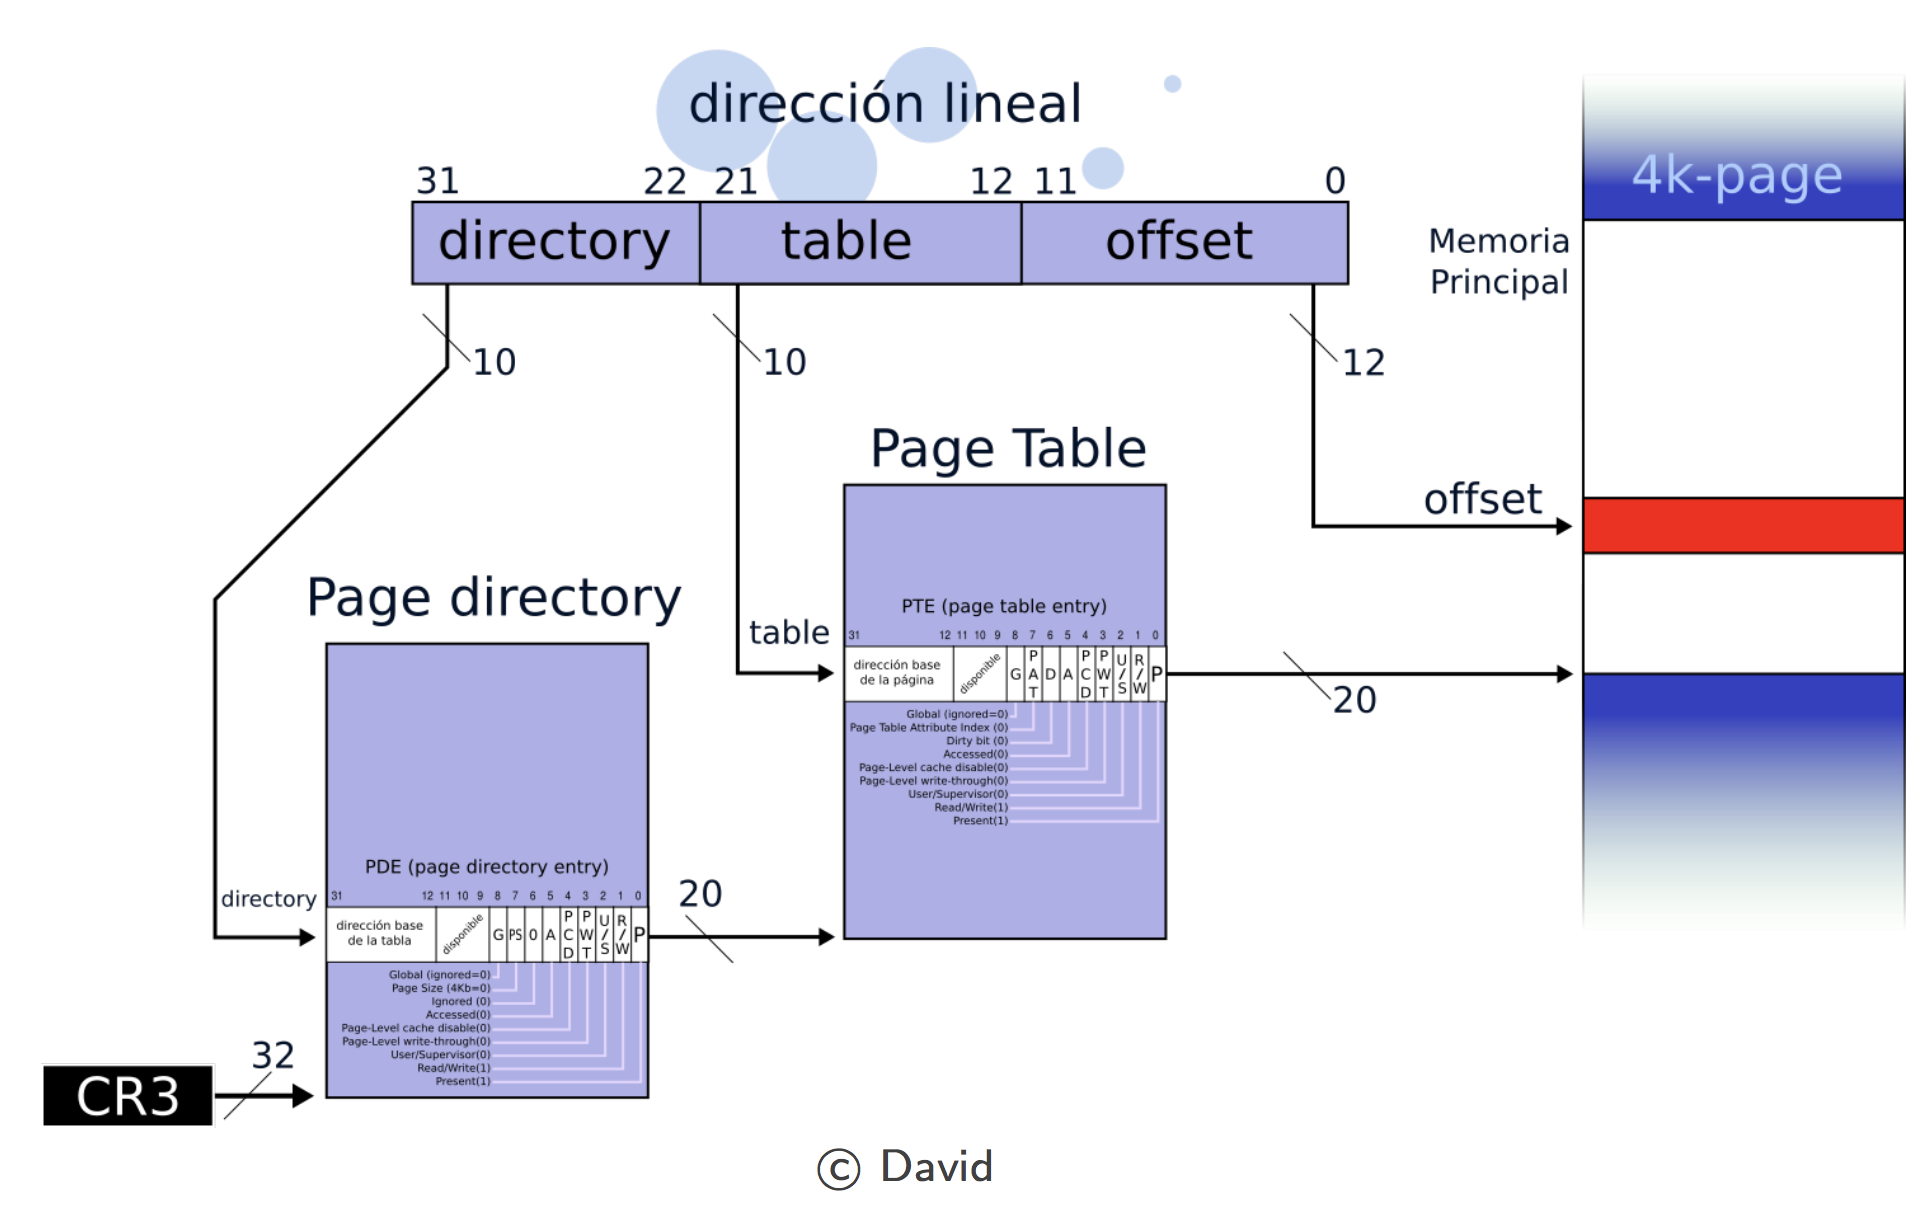 dirección lineal
31 22 21 12 11 0
directory table offset
10 10 12
4k-page
Memoria
Principal
offset
Page Table
table
PTE (page table entry)
31 12 11 10 9 8 7 6 5 4 3 2 1 0
dirección base
de la página
disponible
G PAT D A PCD PWT U/S R/W P
Global (ignored=0)
Page Table Attribute Index (0)
Dirty bit (0)
Accessed(0)
Page-Level cache disable(0)
Page-Level write-through(0)
User/Supervisor(0)
Read/Write(1)
Present(1)
20
Page directory
directory
PDE (page directory entry)
31 12 11 10 9 8 7 6 5 4 3 2 1 0
dirección base
de la tabla
disponible
G PS 0 A PCD PWT U/S R/W P
Global (ignored=0)
Page Size (4Kb=0)
Ignored (0)
Accessed(0)
Page-Level cache disable(0)
Page-Level write-through(0)
User/Supervisor(0)
Read/Write(1)
Present(1)
20
CR3
32
© David